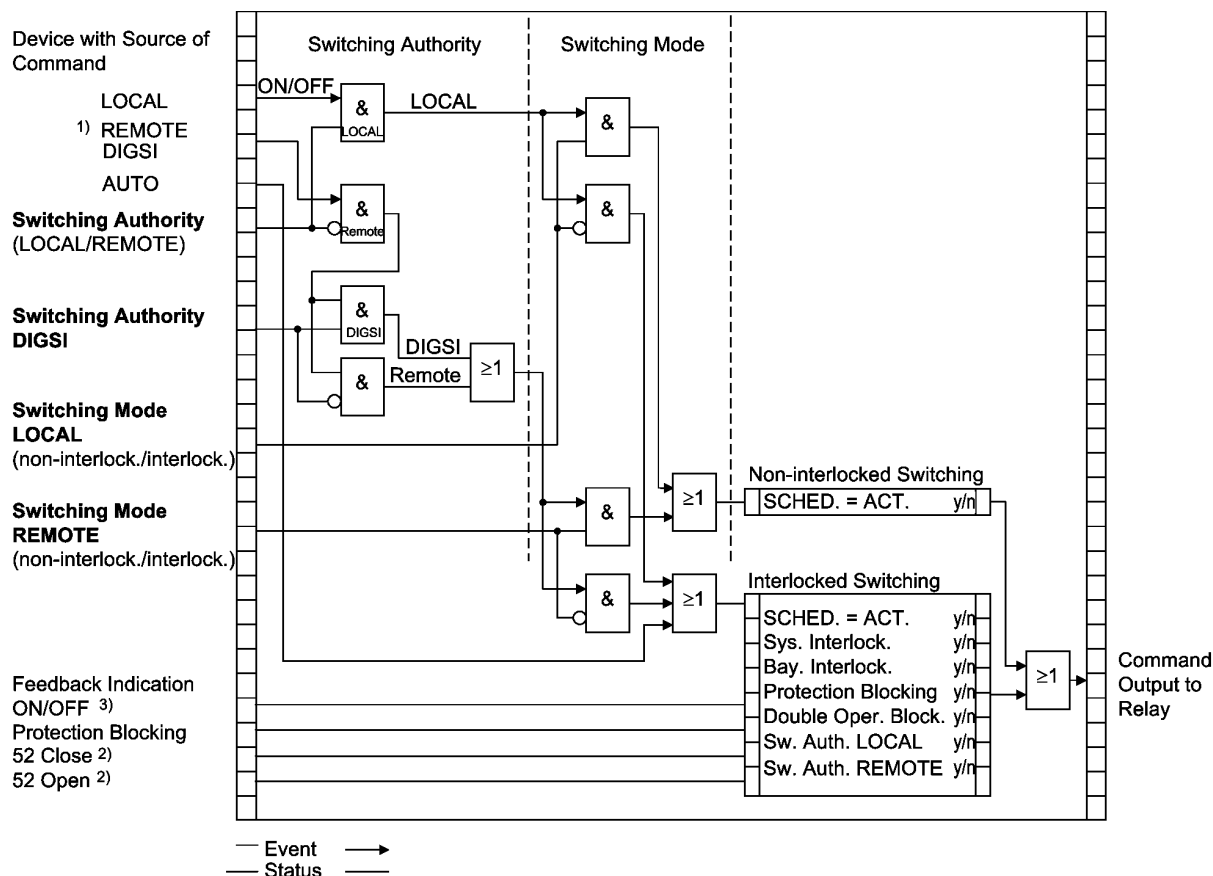 Device with Source of
Command
Switching Authority
Switching Mode
ON/OFF
LOCAL
1) REMOTE
DIGSI
AUTO
&
LOCAL
LOCAL
&
Switching Authority
(LOCAL/REMOTE)
&
Remote
&
Switching Authority
DIGSI
&
DIGSI
DIGSI
&
Remote
≥1
Switching Mode
LOCAL
(non-interlock./interlock.)
Switching Mode
REMOTE
(non-interlock./interlock.)
&
≥1
Non-interlocked Switching
SCHED. = ACT. y/n
&
≥1
Interlocked Switching
SCHED. = ACT. y/n
Sys. Interlock. y/n
Bay. Interlock. y/n
Protection Blocking y/n
Double Oper. Block. y/n
Sw. Auth. LOCAL y/n
Sw. Auth. REMOTE y/n
≥1
Command
Output to
Relay
Feedback Indication
ON/OFF 3)
Protection Blocking
52 Close 2)
52 Open 2)
Event
Status